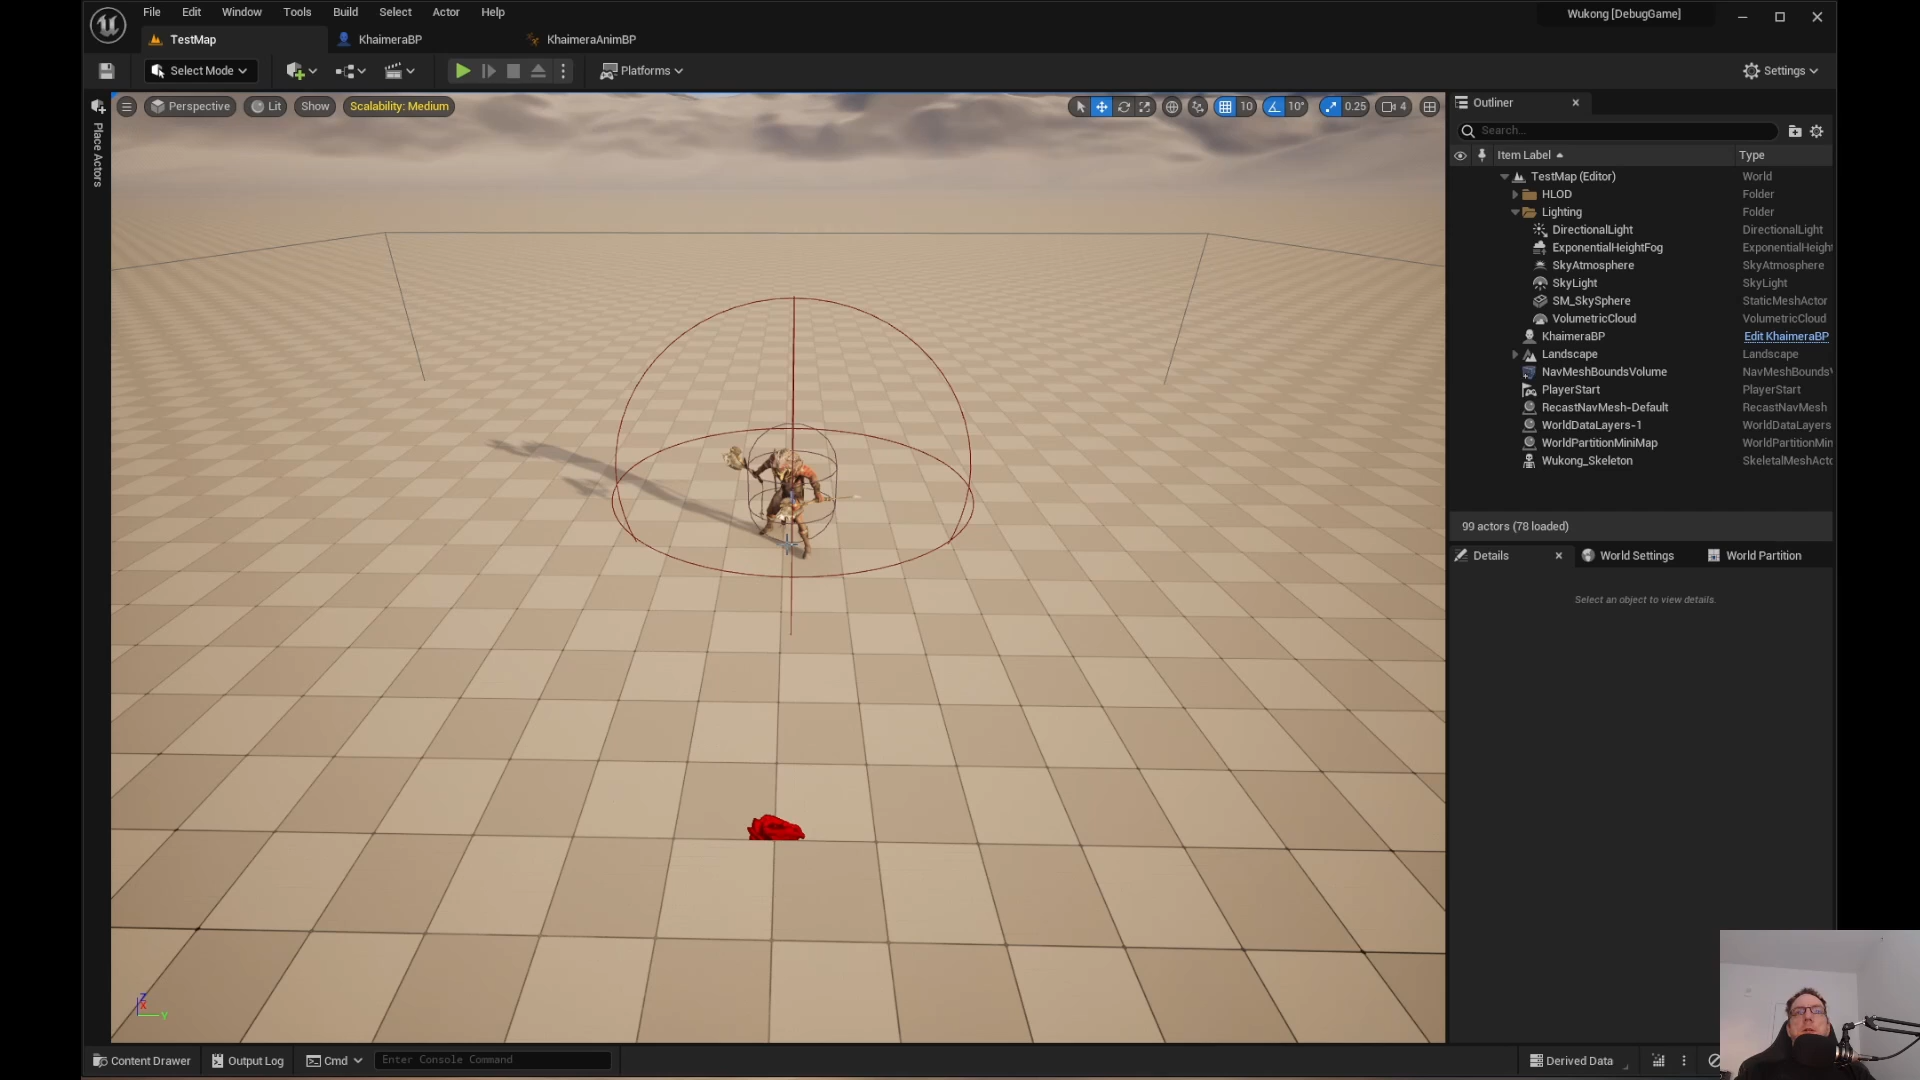 File Edit Window Tools Build Select Actor Help
Wukong [DebugGame]
TestMap KhaimeraBP KhaimeraAnimBP
Select Mode Platforms Settings
Place Actors
Perspective Lit Show Scalability: Medium 10 10° 0.25 4
Outliner
Search...
Item Label Type
TestMap (Editor) World
HLOD Folder
Lighting Folder
DirectionalLight DirectionalLight
ExponentialHeightFog ExponentialHeight
SkyAtmosphere SkyAtmosphere
SkyLight SkyLight
SM_SkySphere StaticMeshActor
VolumetricCloud VolumetricCloud
KhaimeraBP Edit KhaimeraBP
Landscape Landscape
NavMeshBoundsVolume NavMeshBoundsV
PlayerStart PlayerStart
RecastNavMesh-Default RecastNavMesh
WorldDataLayers-1 WorldDataLayers
WorldPartitionMiniMap WorldPartitionMin
Wukong_Skeleton SkeletalMeshActo
99 actors (78 loaded)
Details World Settings World Partition
Select an object to view details.
Z
X
Y
Content Drawer Output Log Cmd Enter Console Command Derived Data